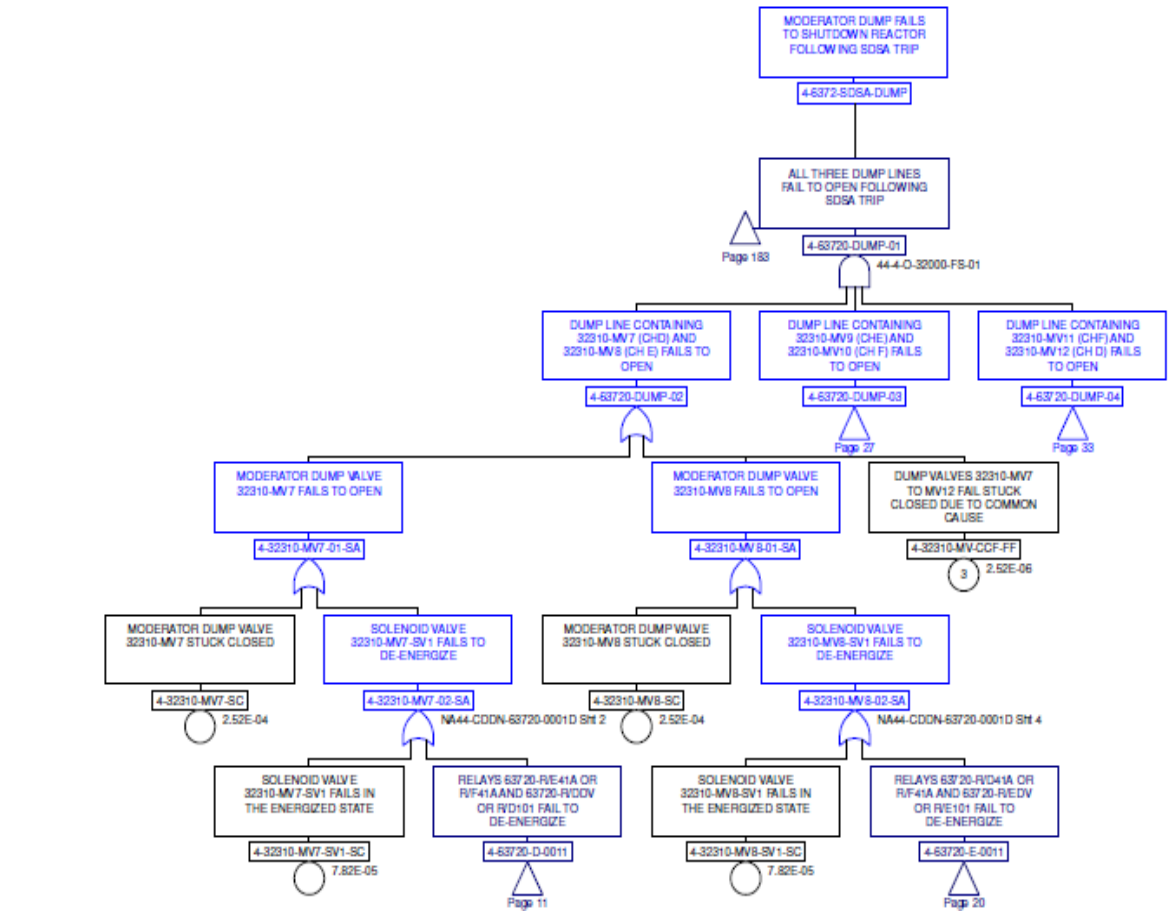 MODERATOR DUMP FAILS
TO SHUTDOWN REACTOR
FOLLOWING SDSA TRIP
4-6372-SDSA-DUMP
ALL THREE DUMP LINES
FAIL TO OPEN FOLLOWING
SDSA TRIP
Page 183
4-63720-DUMP-01
44-4-O-32000-FS-01
DUMP LINE CONTAINING
32310-MV7 (CHD) AND
32310-MV8 (CH E) FAILS TO
OPEN
4-63720-DUMP-02
DUMP LINE CONTAINING
32310-MV9 (CHE) AND
32310-MV10 (CH F) FAILS
TO OPEN
4-63720-DUMP-03
Page 27
DUMP LINE CONTAINING
32310-MV11 (CHF) AND
32310-MV12 (CH D) FAILS
TO OPEN
4-63720-DUMP-04
Page 33
MODERATOR DUMP VALVE
32310-MV7 FAILS TO OPEN
4-32310-MV7-01-SA
MODERATOR DUMP VALVE
32310-MV8 FAILS TO OPEN
4-32310-MV8-01-SA
DUMP VALVES 32310-MV7
TO MV12 FAIL STUCK
CLOSED DUE TO COMMON
CAUSE
4-32310-MV-CCF-FF
3
2.52E-06
MODERATOR DUMP VALVE
32310-MV7 STUCK CLOSED
4-32310-MV7-SC
2.52E-04
SOLENOID VALVE
32310-MV7-SV1 FAILS TO
DE-ENERGIZE
4-32310-MV7-02-SA
NA44-CDDN-63720-0001D Sht 2
MODERATOR DUMP VALVE
32310-MV8 STUCK CLOSED
4-32310-MV8-SC
2.52E-04
SOLENOID VALVE
32310-MV8-SV1 FAILS TO
DE-ENERGIZE
4-32310-MV8-02-SA
NA44-CDDN-63720-0001D Sht 4
SOLENOID VALVE
32310-MV7-SV1 FAILS IN
THE ENERGIZED STATE
4-32310-MV7-SV1-SC
7.82E-05
RELAYS 63720-R/E41A OR
R/F41A AND 63720-R/DDV
OR R/D101 FAIL TO
DE-ENERGIZE
4-63720-D-0011
Page 11
SOLENOID VALVE
32310-MV8-SV1 FAILS IN
THE ENERGIZED STATE
4-32310-MV8-SV1-SC
7.82E-05
RELAYS 63720-R/D41A OR
R/F41A AND 63720-R/EDV
OR R/E101 FAIL TO
DE-ENERGIZE
4-63720-E-0011
Page 20